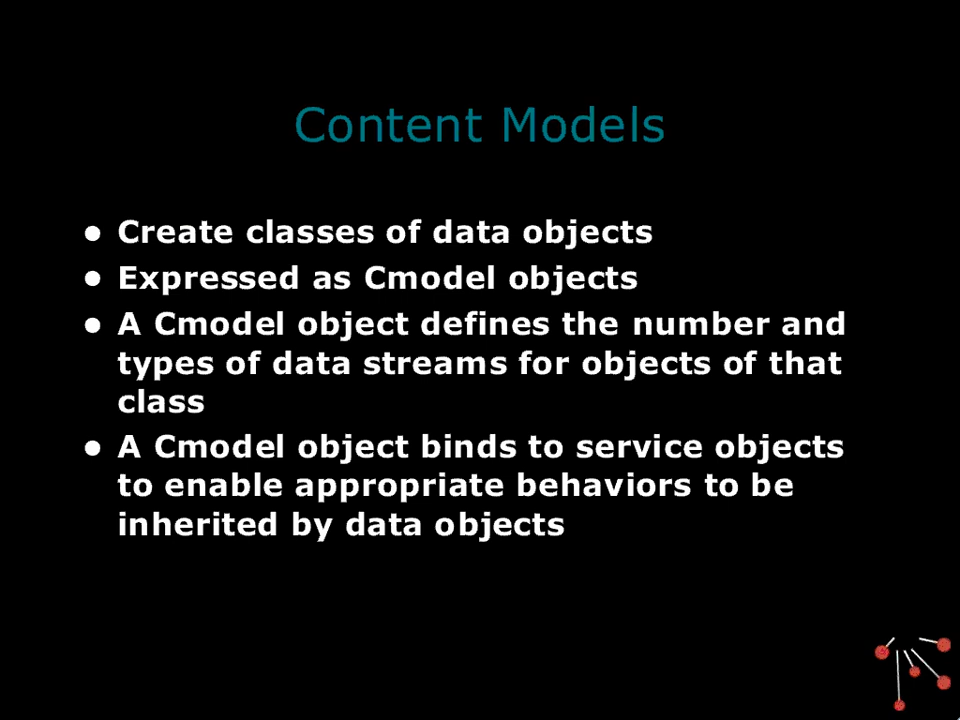 Content Models
• Create classes of data objects
• Expressed as Cmodel objects
• A Cmodel object defines the number and
types of data streams for objects of that
class
• A Cmodel object binds to service objects
to enable appropriate behaviors to be
inherited by data objects